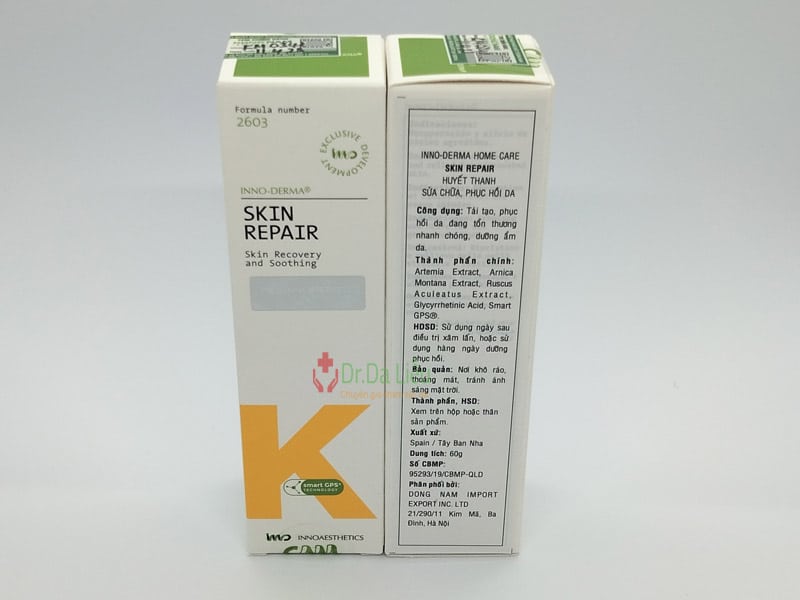 Formula number
2603
EXCLUSIVE DEVELOPMENT
INNO-DERMA®
SKIN
REPAIR
Skin Recovery
and Soothing
Dr.Da Liễu
smart GPS®
TECHNOLOGY
INNOAESTHETICS
INNO-DERMA HOME CARE
SKIN REPAIR
HUYẾT THANH
SỬA CHỮA, PHỤC HỒI DA
Công dụng: Tái tạo, phục
hồi da đang tổn thương
nhanh chóng, dưỡng ẩm
da.
Thành phần chính:
Artemia Extract, Arnica
Montana Extract, Ruscus
Aculeatus Extract,
Glycyrrhetinic Acid, Smart
GPS®.
HDSD: Sử dụng ngày sau
điều trị xâm lấn, hoặc sử
dụng hàng ngày dưỡng
phục hồi.
Bảo quản: Nơi khô ráo,
thoáng mát, tránh ánh
sáng mặt trời.
Thành phần, HSD:
Xem trên hộp hoặc thân
sản phẩm.
Xuất xứ:
Spain / Tây Ban Nha
Dung tích: 60g
Số CBMP:
95293/19/CBMP-QLD
Phân phối bởi:
DONG NAM IMPORT
EXPORT INC. LTD
21/290/11 Kim Mã, Ba
Đình, Hà Nội